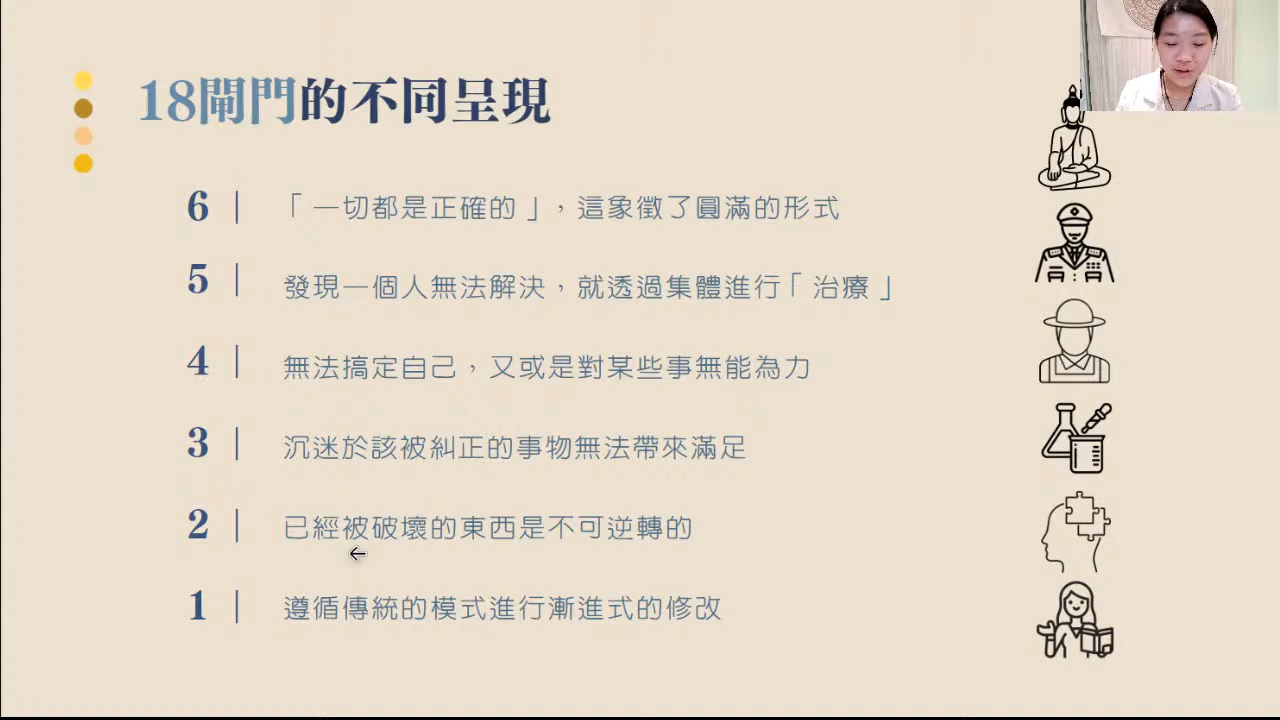 18閘門的不同呈現
6 | 「一切都是正確的」，這象徵了圓滿的形式
5 | 發現一個人無法解決，就透過集體進行「治療」
4 | 無法搞定自己，又或是對某些事無能為力
3 | 沉迷於該被糾正的事物無法帶來滿足
2 | 已經被破壞的東西是不可逆轉的
1 | 遵循傳統的模式進行漸進式的修改